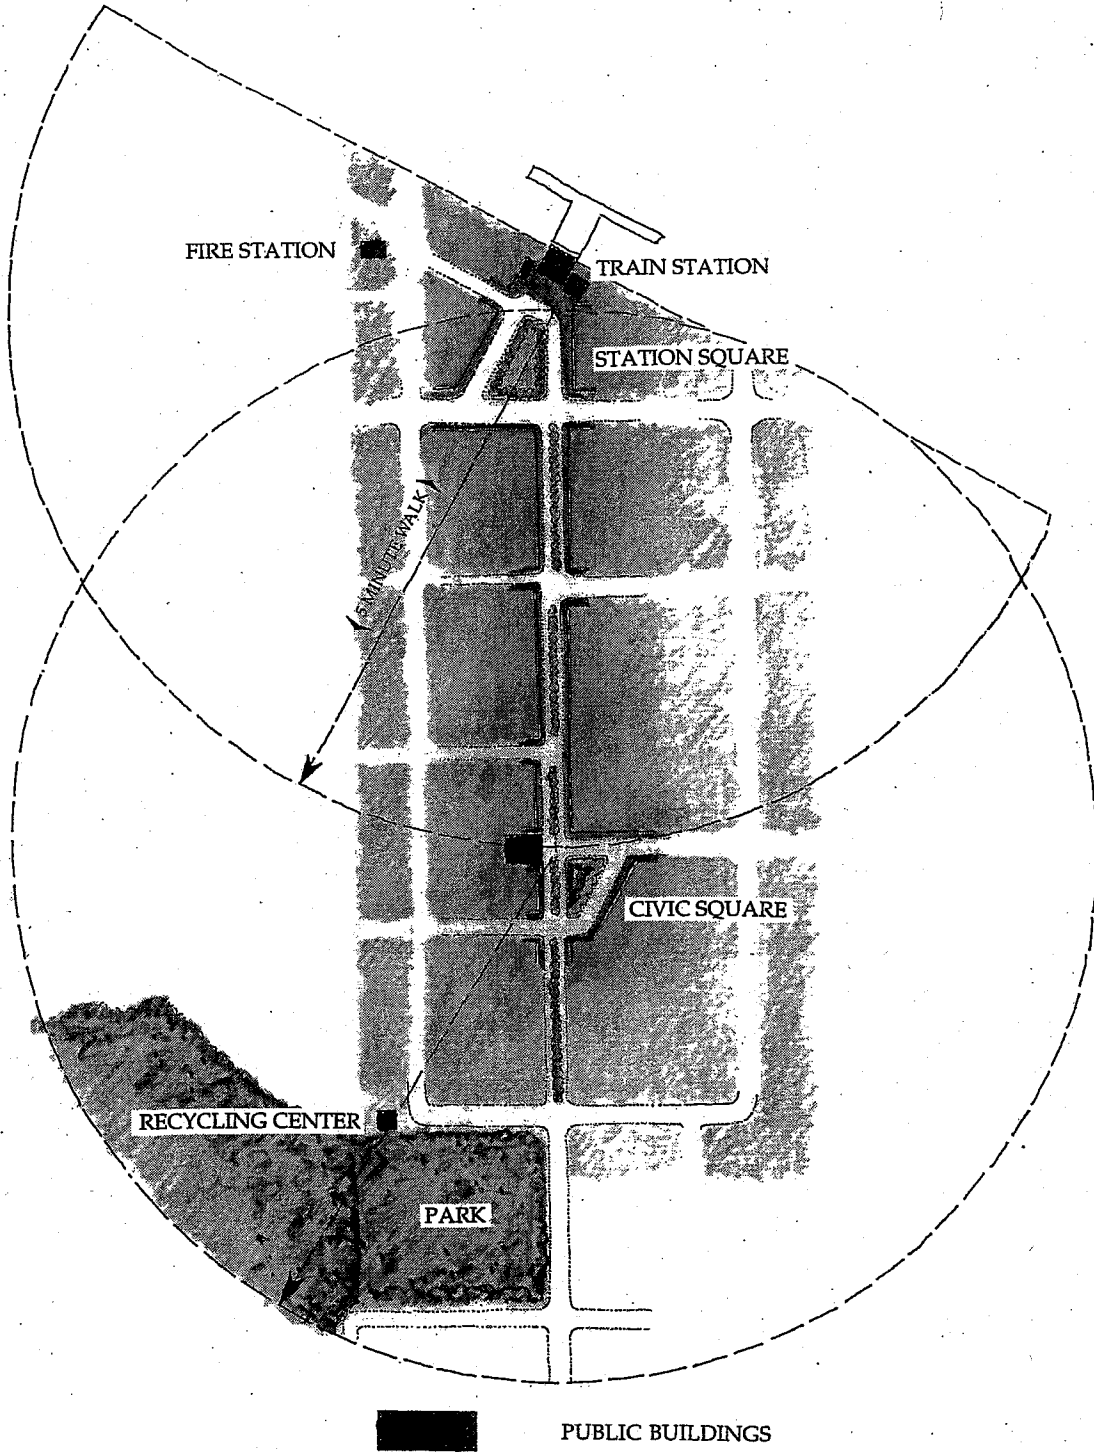 FIRE STATION
TRAIN STATION
STATION SQUARE
5 MINUTE WALK
CIVIC SQUARE
RECYCLING CENTER
PARK
PUBLIC BUILDINGS